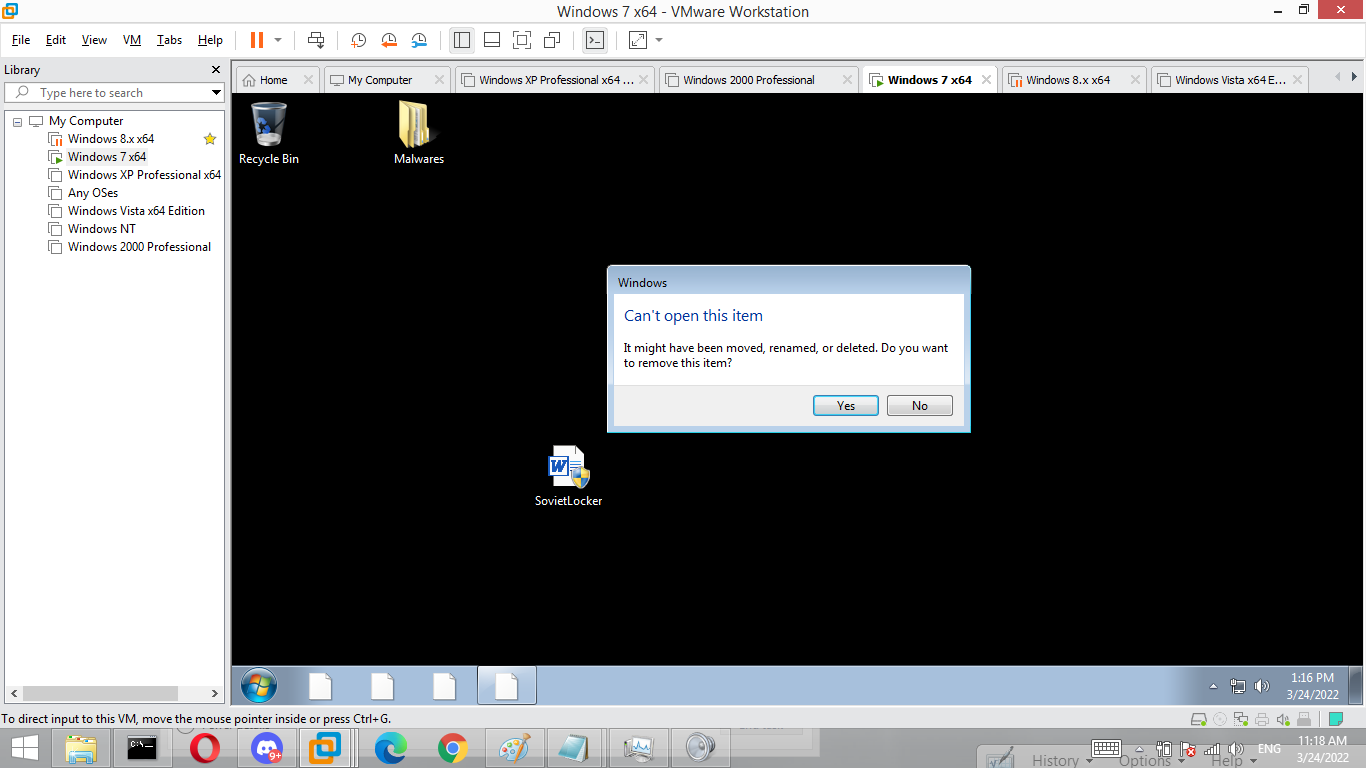 Windows 7 x64 - VMware Workstation
File Edit View VM Tabs Help
Library
Type here to search
My Computer
Windows 8.x x64
Windows 7 x64
Windows XP Professional x64
Any OSes
Windows Vista x64 Edition
Windows NT
Windows 2000 Professional
Home
My Computer
Windows XP Professional x64 ...
Windows 2000 Professional
Windows 7 x64
Windows 8.x x64
Windows Vista x64 E...
Recycle Bin
Malwares
Windows
Can't open this item
It might have been moved, renamed, or deleted. Do you want
to remove this item?
Yes
No
W
SovietLocker
1:16 PM
3/24/2022
To direct input to this VM, move the mouse pointer inside or press Ctrl+G.
C:\_
9+
History
Options
Help
ENG
11:18 AM
3/24/2022